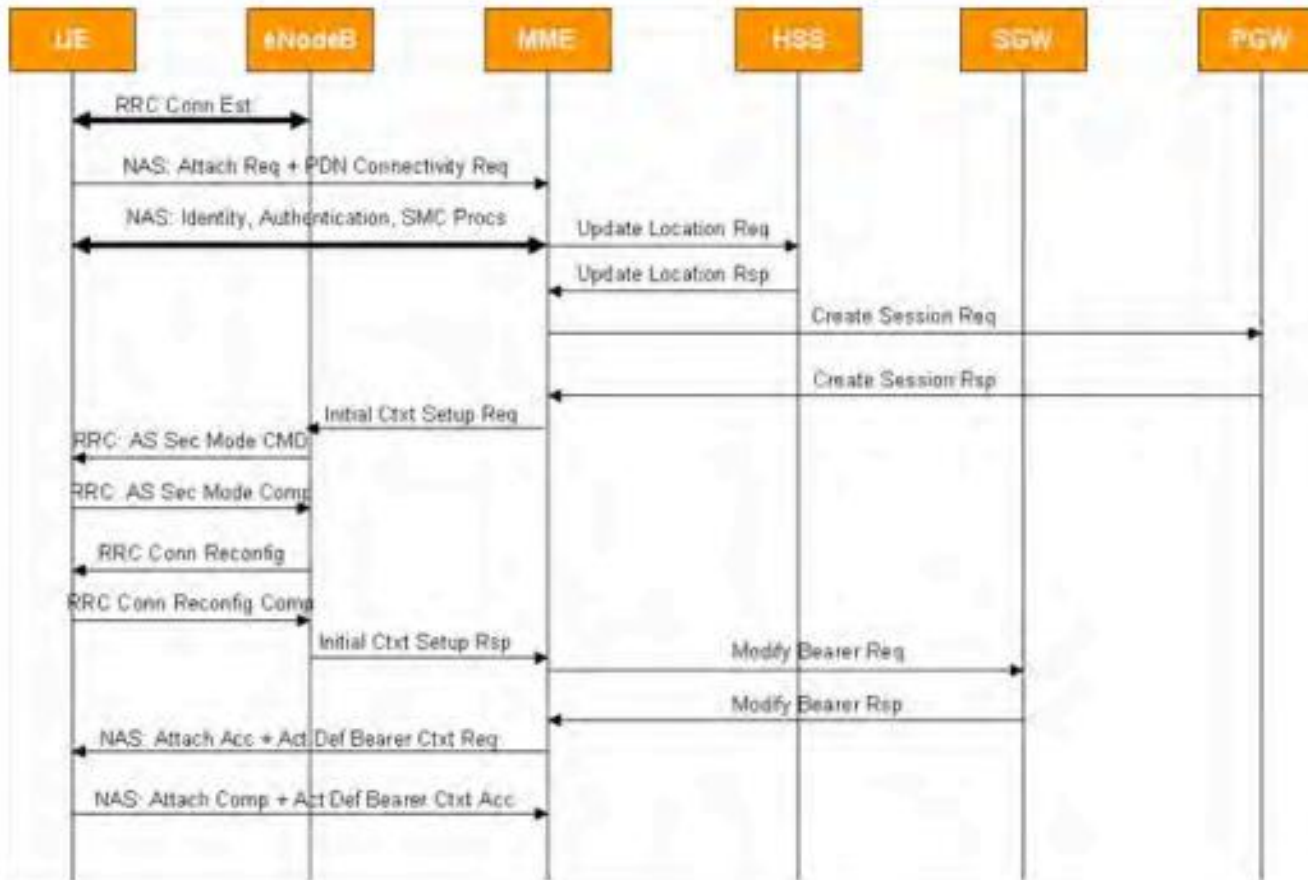 UE
eNodeB
MME
HSS
SGW
PGW
RRC Conn Est
NAS: Attach Req + PDN Connectivity Req
NAS: Identity, Authentication, SMC Procs
Update Location Req
Update Location Rsp
Create Session Req
Create Session Rsp
Initial Ctxt Setup Req
RRC: AS Sec Mode CMD
RRC: AS Sec Mode Comp
RRC Conn Reconfig
RRC Conn Reconfig Comp
Initial Ctxt Setup Rsp
Modify Bearer Req
Modify Bearer Rsp
NAS: Attach Acc + Act Def Bearer Ctxt Req
NAS: Attach Comp + Act Def Bearer Ctxt Acc